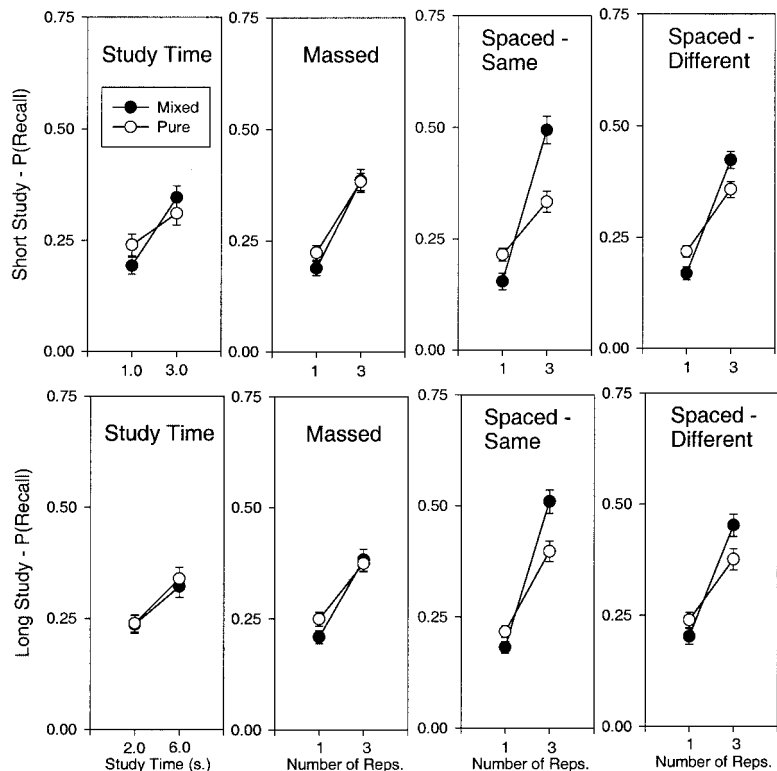 Short Study - P(Recall)
0.75
0.50
0.25
0.00
Study Time
Mixed
Pure
1.0 3.0
0.75
0.50
0.25
0.00
Massed
1 3
0.75
0.50
0.25
0.00
Spaced -
Same
1 3
0.75
0.50
0.25
0.00
Spaced -
Different
1 3
Long Study - P(Recall)
0.75
0.50
0.25
0.00
Study Time
2.0 6.0
Study Time (s.)
0.75
0.50
0.25
0.00
Massed
1 3
Number of Reps.
0.75
0.50
0.25
0.00
Spaced -
Same
1 3
Number of Reps.
0.75
0.50
0.25
0.00
Spaced -
Different
1 3
Number of Reps.